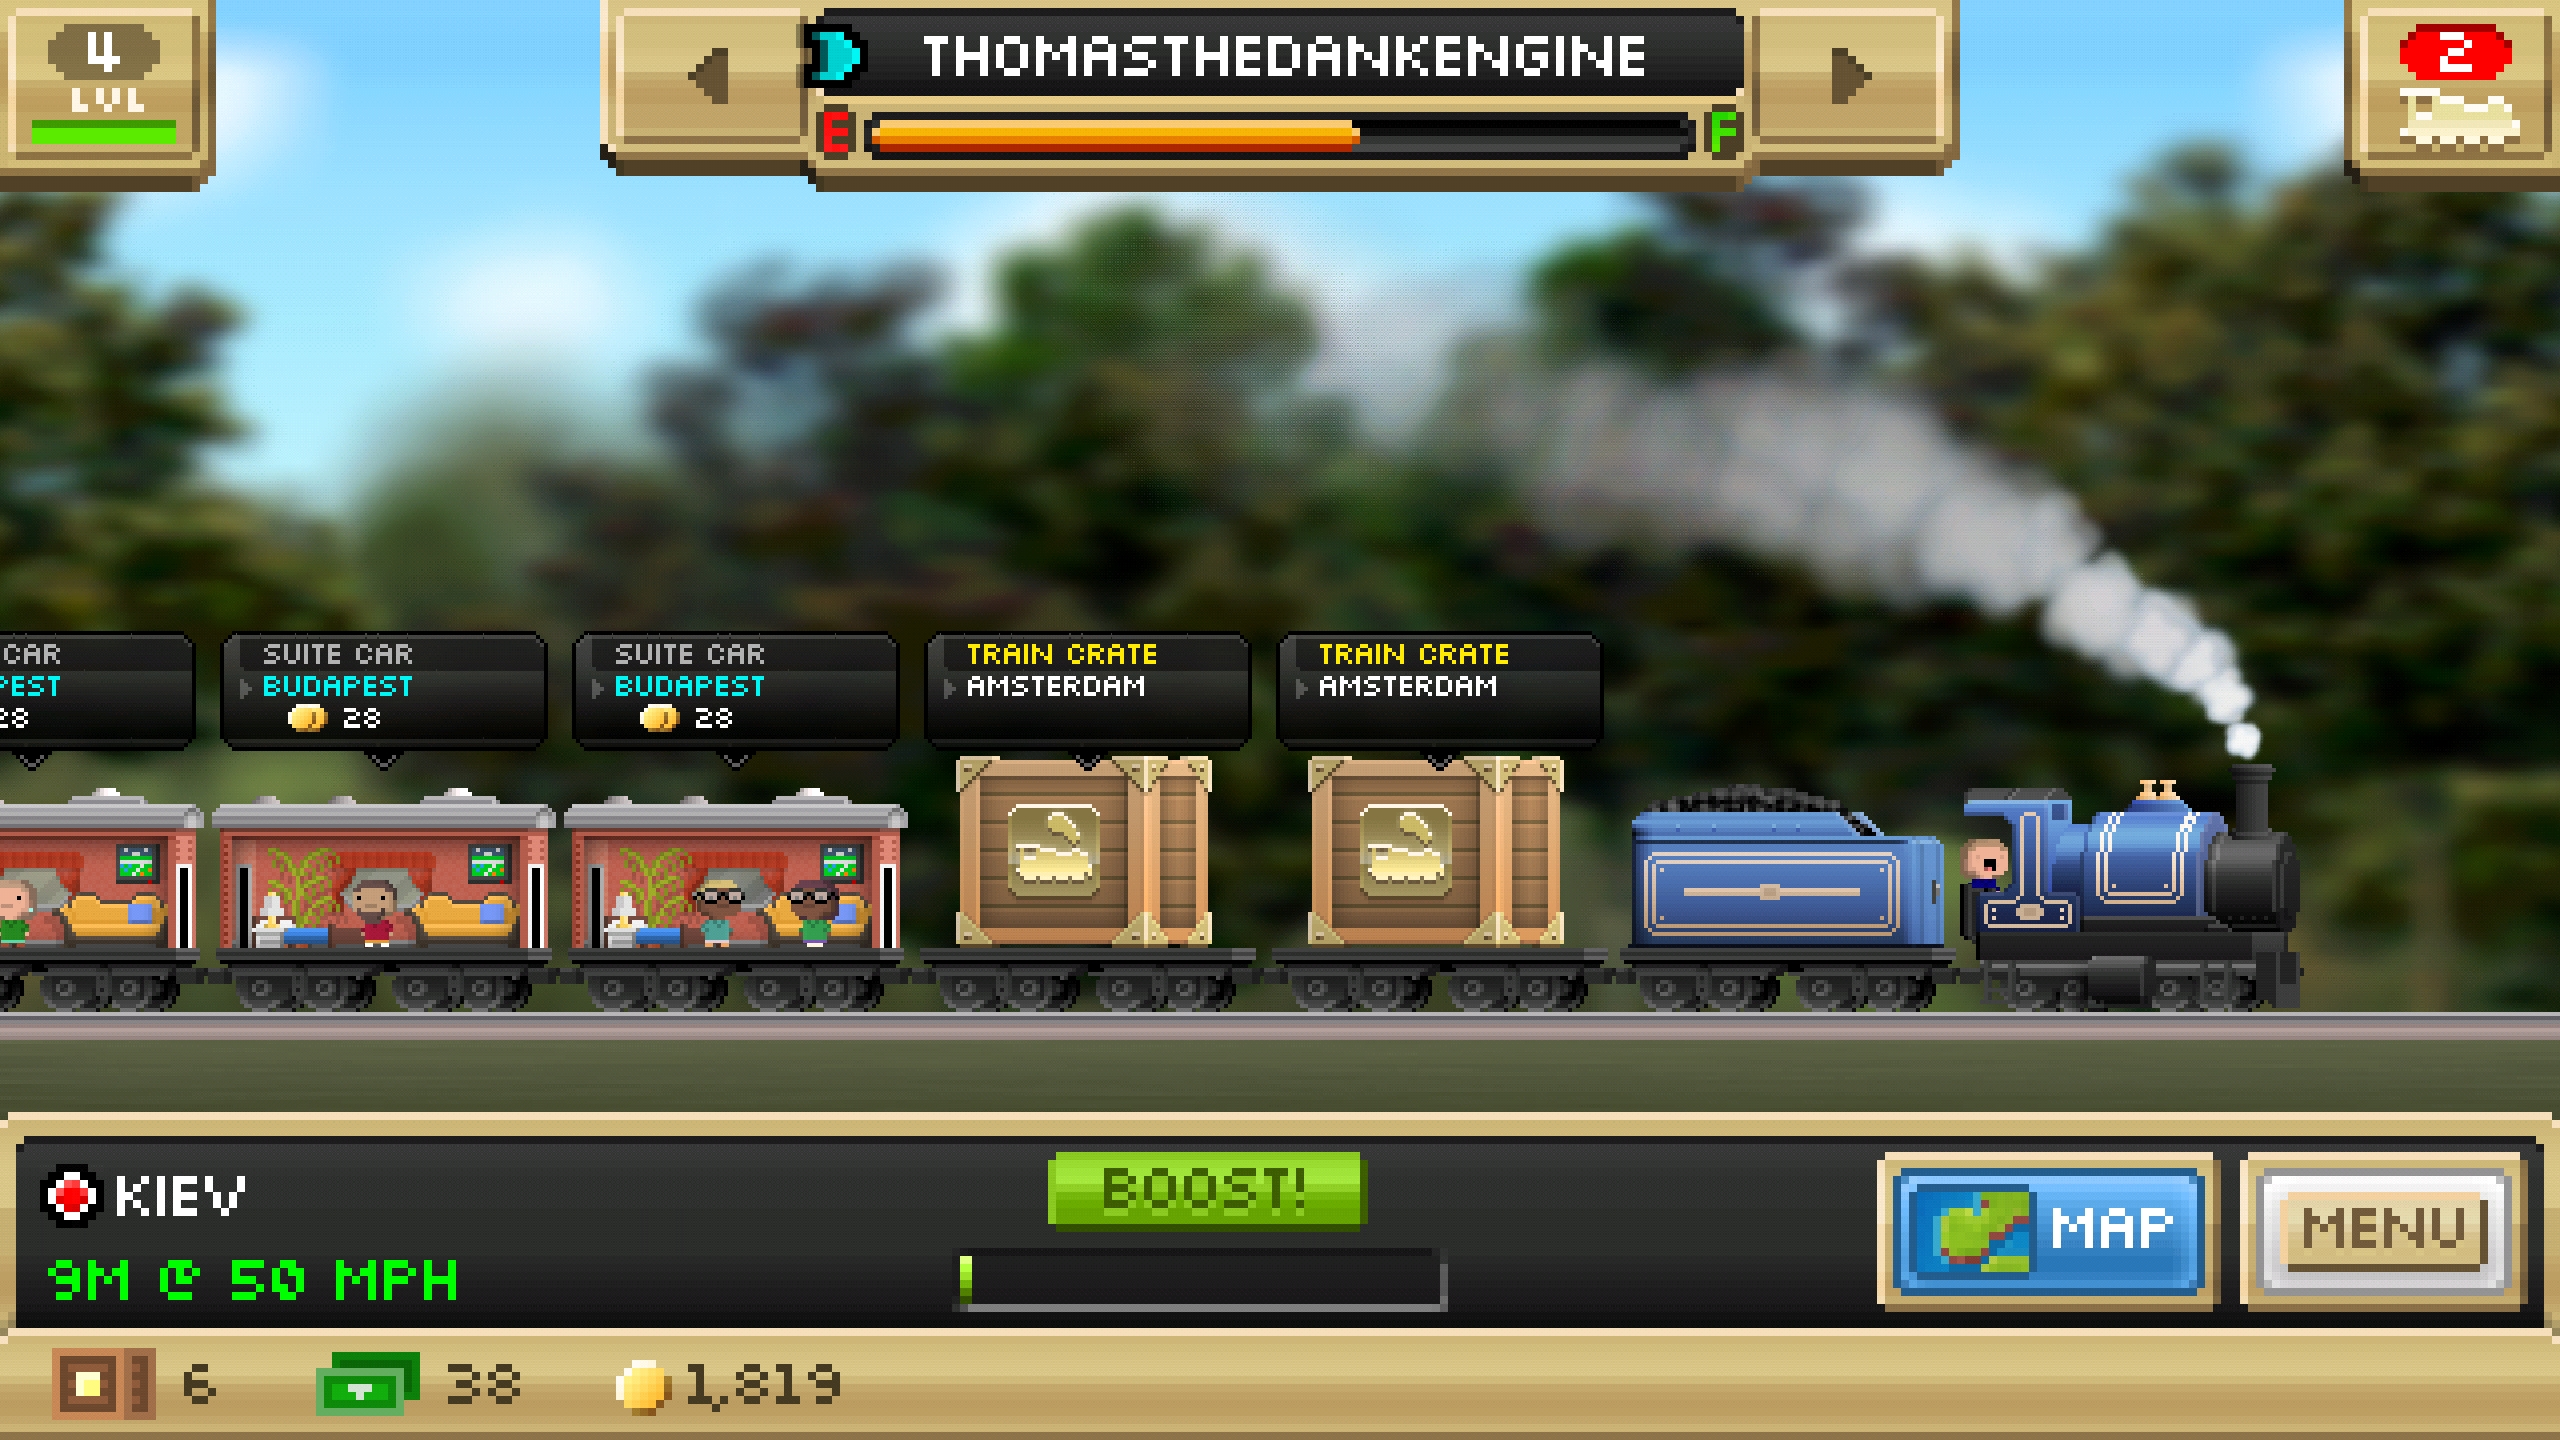 4
LVL
THOMASTHEDANKENGINE
E
F
2
CAR
PEST
28
SUITE CAR
BUDAPEST
28
SUITE CAR
BUDAPEST
28
TRAIN CRATE
AMSTERDAM
TRAIN CRATE
AMSTERDAM
KIEV
9M @ 50 MPH
BOOST!
MAP
MENU
6
38
1,819